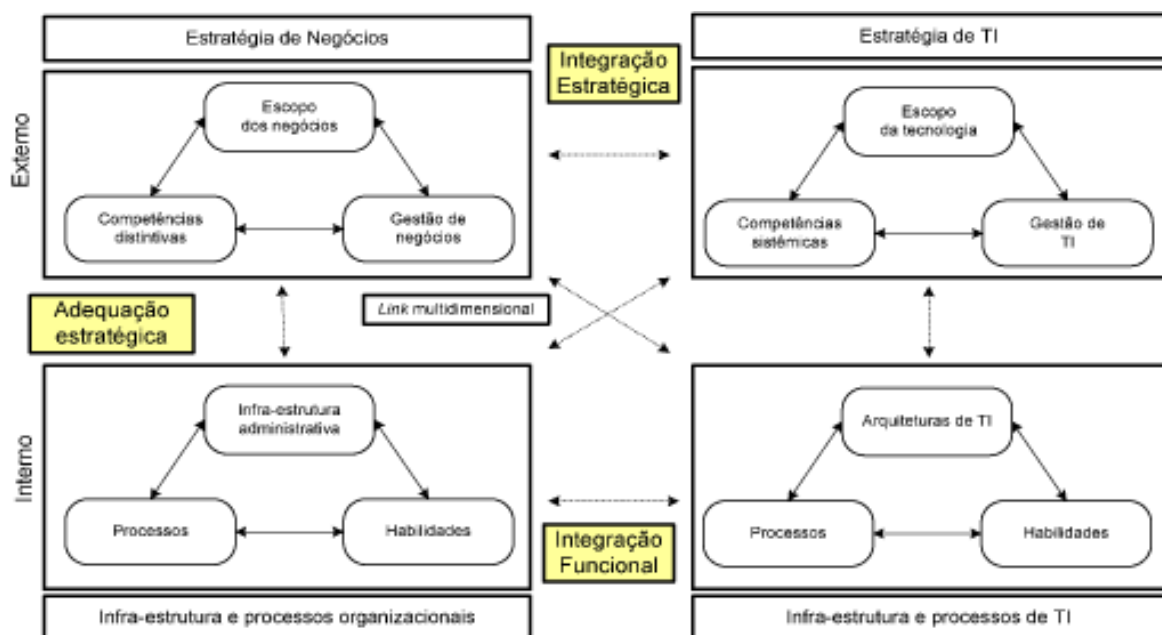 Estratégia de Negócios
Estratégia de TI
Integração
Estratégica
Externo
Escopo
dos negócios
Competências
distintivas
Gestão de
negócios
Escopo
da tecnologia
Competências
sistêmicas
Gestão de
TI
Adequação
estratégica
Link multidimensional
Interno
Infra-estrutura
administrativa
Processos
Habilidades
Arquiteturas de TI
Processos
Habilidades
Integração
Funcional
Infra-estrutura e processos organizacionais
Infra-estrutura e processos de TI